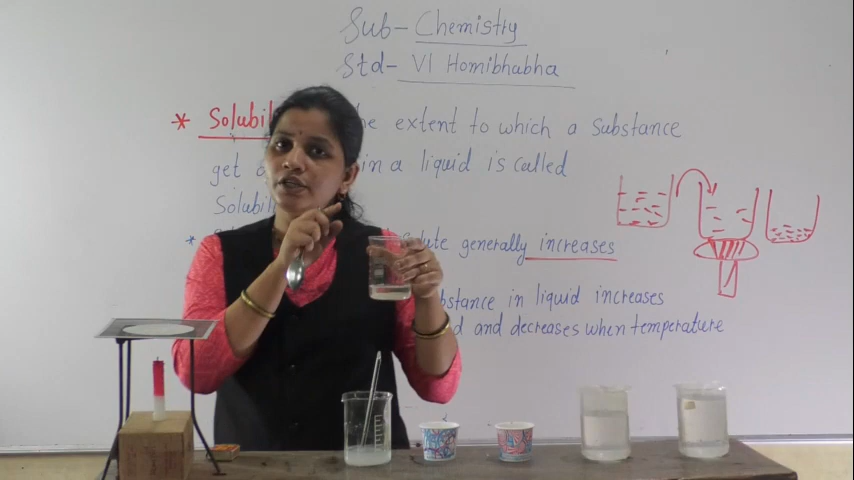 Sub- Chemistry
Std- VI Homibhabha
* Solubil he extent to which a substance
get d in a liquid is called
Solubil
* lute generally increases
bstance in liquid increases
d and decreases when temperature